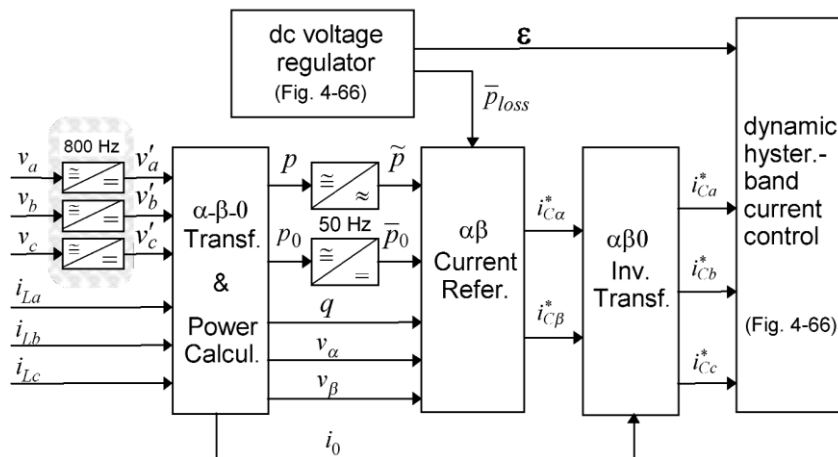 dc voltage
regulator
(Fig. 4-66)
ε
p̅loss
800 Hz
va
v′a
vb
v′b
vc
v′c
iLa
iLb
iLc
α-β-0
Transf.
&
Power
Calcul.
p
≅
≈
p̃
p0
50 Hz
≅
=
p̅0
q
vα
vβ
i0
≅
=
≅
=
≅
=
αβ
Current
Refer.
i*Cα
i*Cβ
αβ0
Inv.
Transf.
i*Ca
i*Cb
i*Cc
dynamic
hyster.-
band
current
control
(Fig. 4-66)